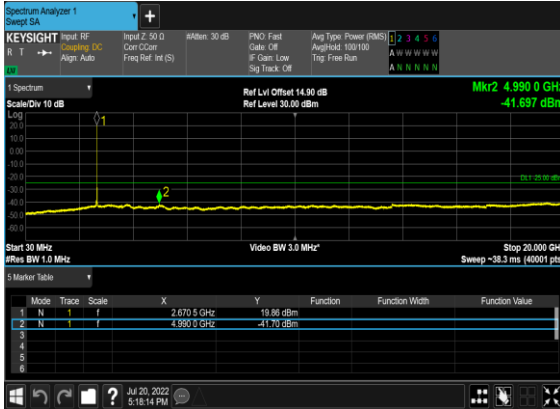 Spectrum Analyzer 1
Swept SA
+
KEYSIGHT Input: RF Input Z: 50 Ω #Atten: 30 dB PNO: Fast Avg Type: Power (RMS) 1 2 3 4 5 6
R T Coupling: DC Corr CCorr Gate: Off Avg|Hold: 100/100 A W W W W W
Align: Auto Freq Ref: Int (S) IF Gain: Low Trig: Free Run
Sig Track: Off A N N N N N
1 Spectrum Ref Lvl Offset 14.90 dB Mkr2 4.990 0 GHz
Scale/Div 10 dB Ref Level 30.00 dBm -41.697 dBm
Log
20.0
10.0
0.00
-10.0
-20.0
-30.0
-40.0
-50.0
-60.0
1
2
DL1 -25.00 dBm
Start 30 MHz Video BW 3.0 MHz* Stop 20.000 GH
#Res BW 1.0 MHz Sweep ~38.3 ms (40001 pts
5 Marker Table
Mode Trace Scale X Y Function Function Width Function Value
1 N 1 f 2.670 5 GHz 19.86 dBm
2 N 1 f 4.990 0 GHz -41.70 dBm
3
4
5
6
?
Jul 20, 2022
5:18:14 PM